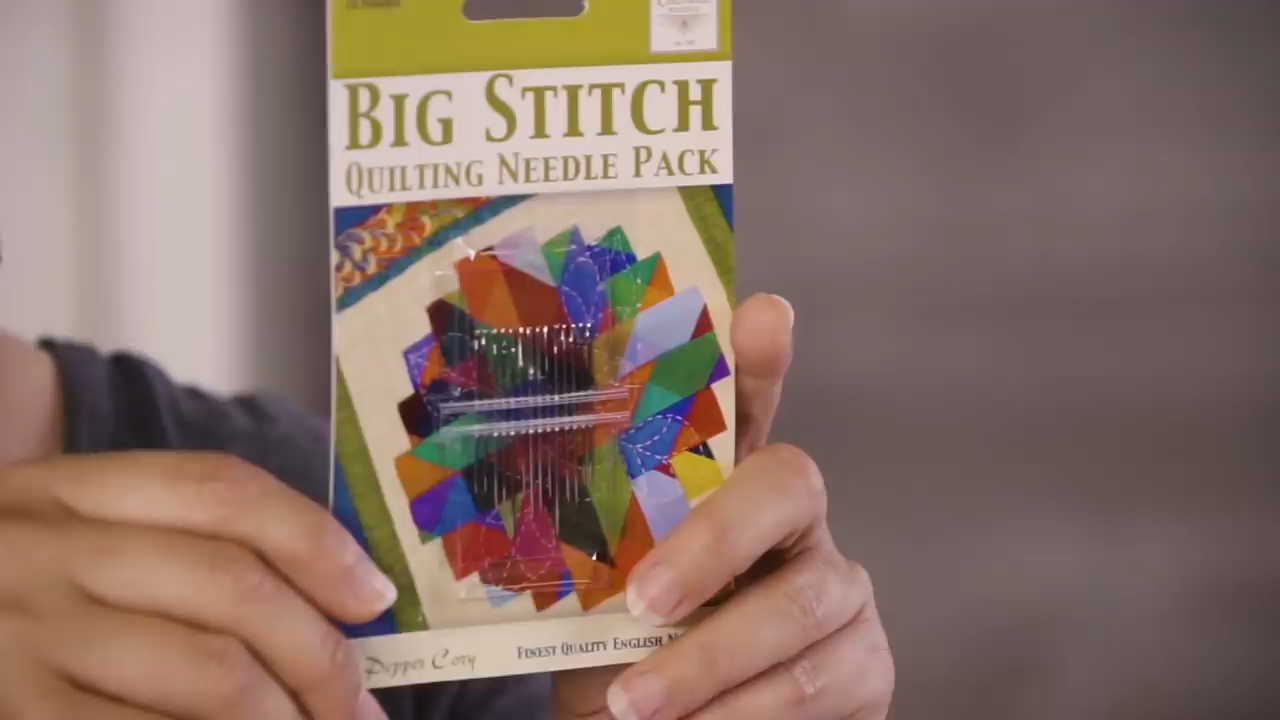 BIG STITCH
QUILTING NEEDLE PACK
Pepper Cory
FINEST QUALITY ENGLISH